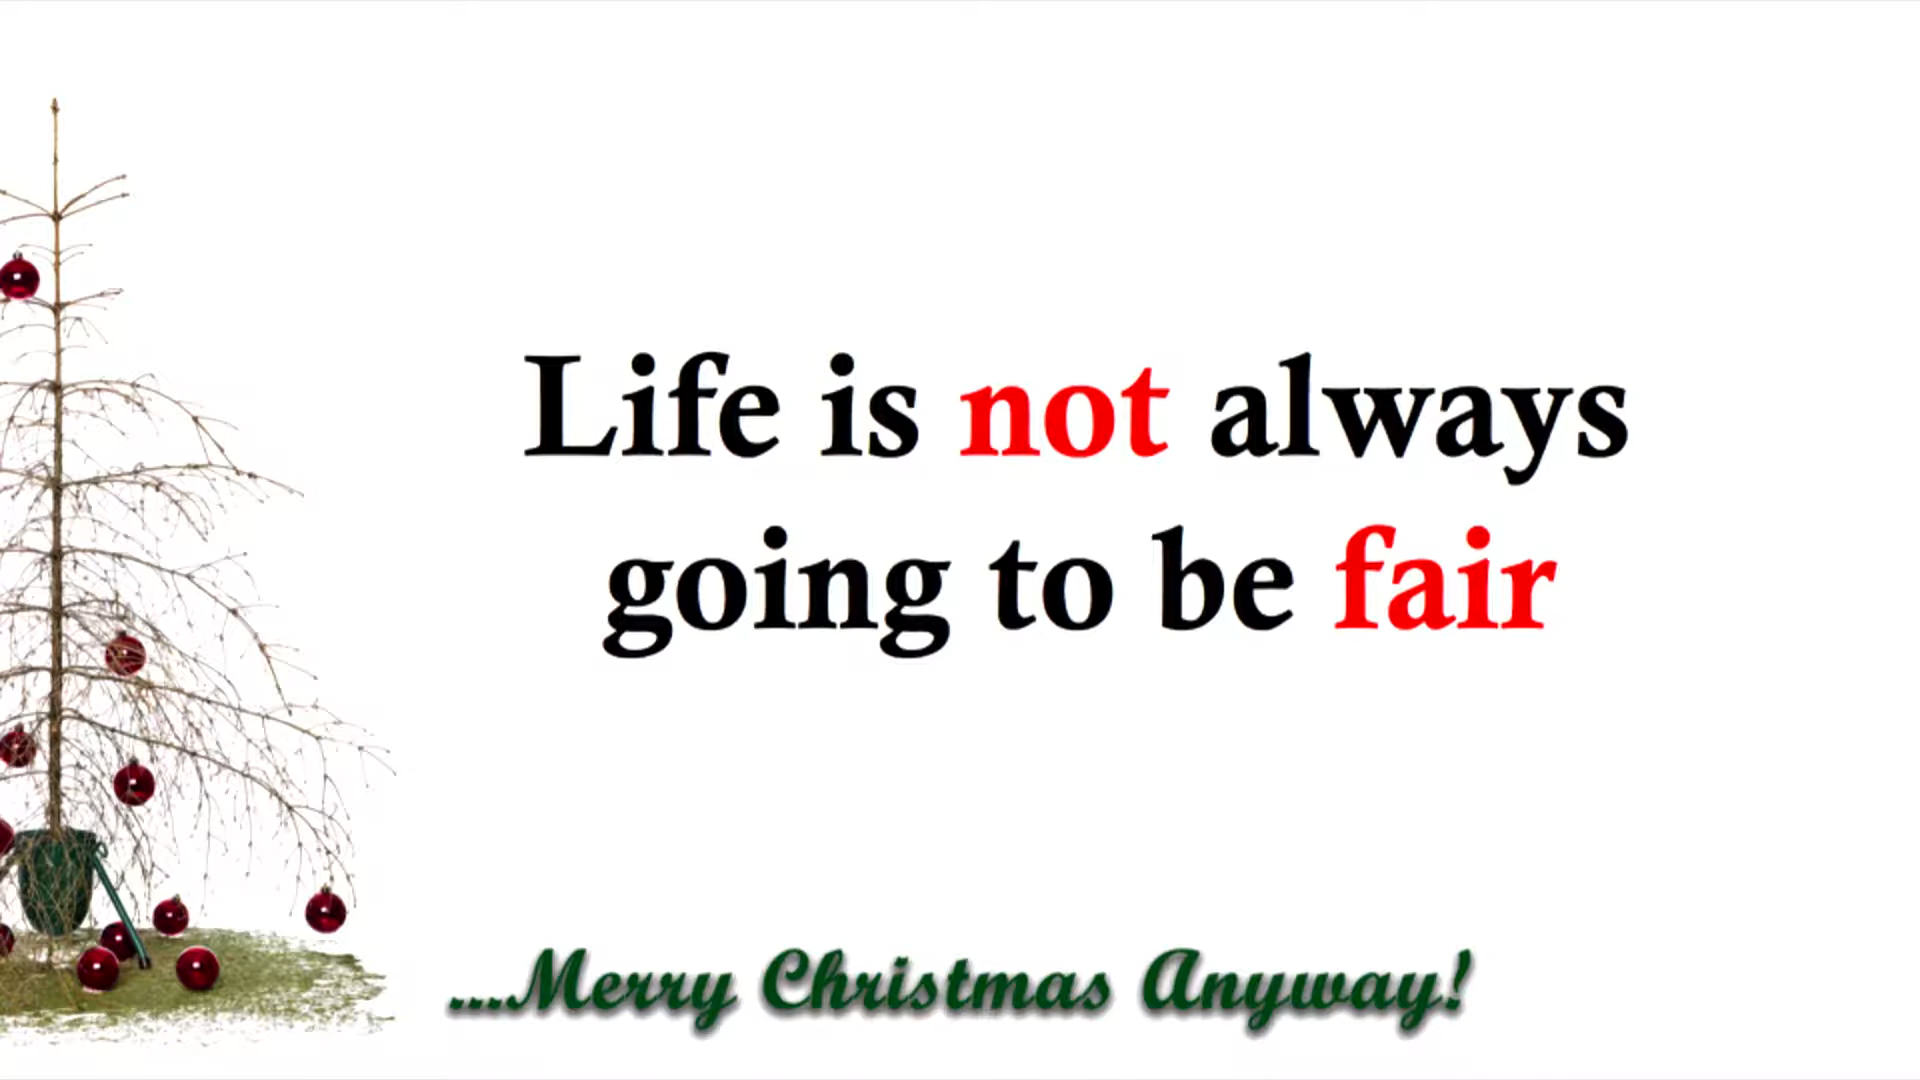 Life is not always
going to be fair
....Merry Christmas Anyway!